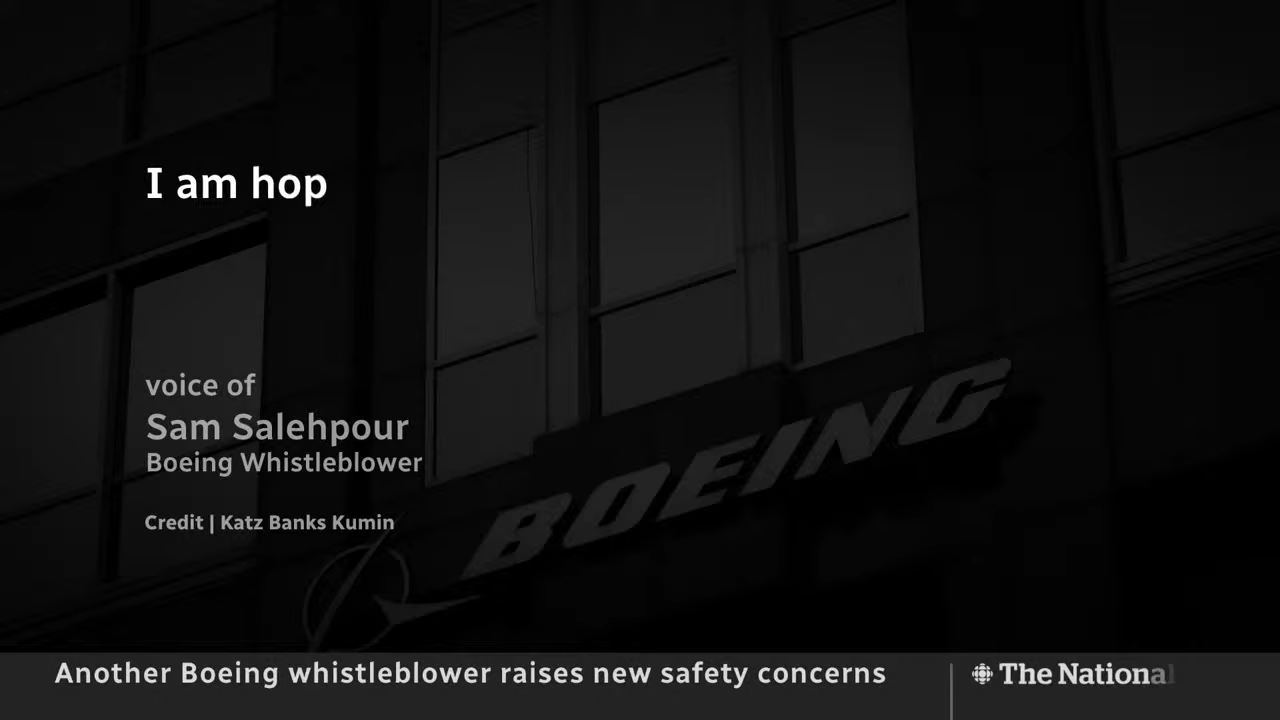 I am hop
voice of
Sam Salehpour
Boeing Whistleblower
Credit | Katz Banks Kumin
BOEING
Another Boeing whistleblower raises new safety concerns
The National